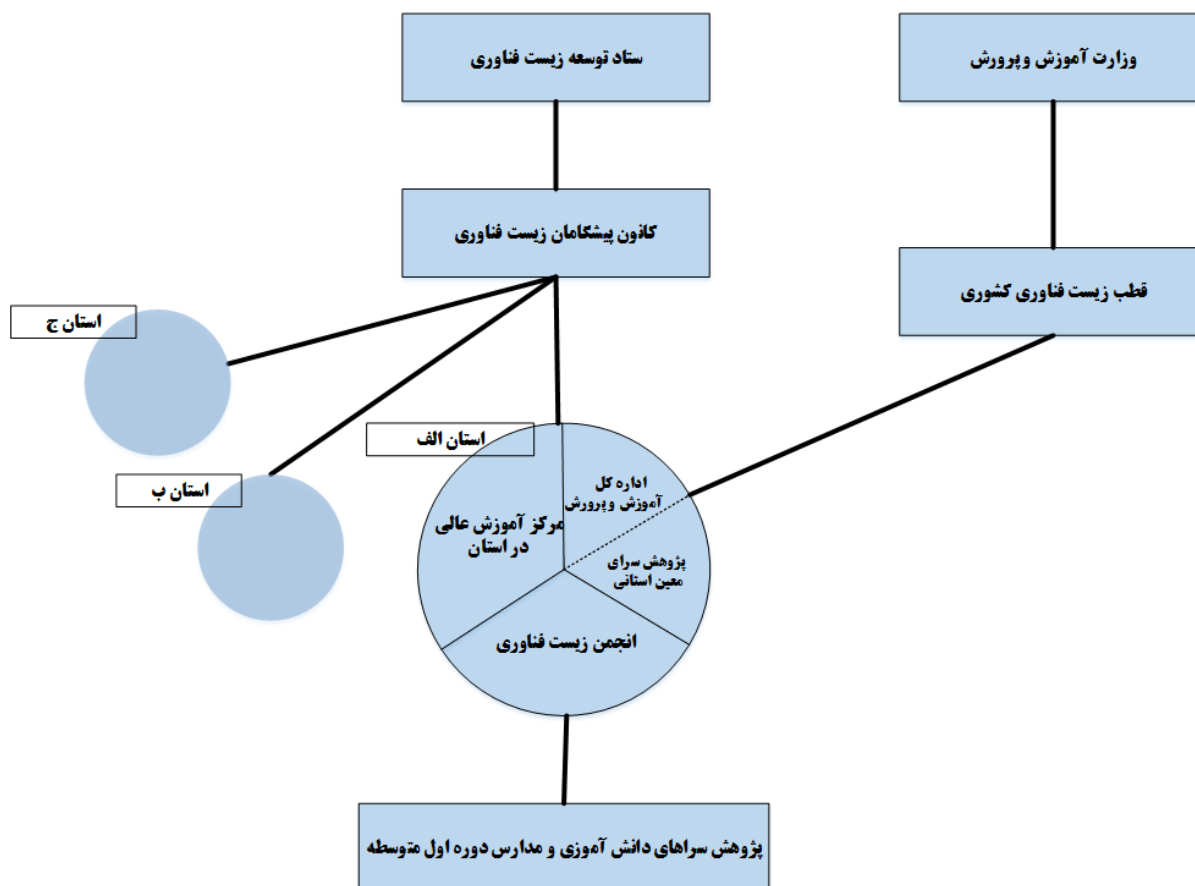 وزارت آموزش و پرورش
ستاد توسعه زیست فناوری
کانون پیشگامان زیست فناوری
قطب زیست فناوری کشوری
استان ج
استان ب
استان الف
اداره کل
آموزش و پرورش
مرکز آموزش عالی
در استان
پژوهش سرای
معین استانی
انجمن زیست فناوری
پژوهش سراهای دانش آموزی و مدارس دوره اول متوسطه